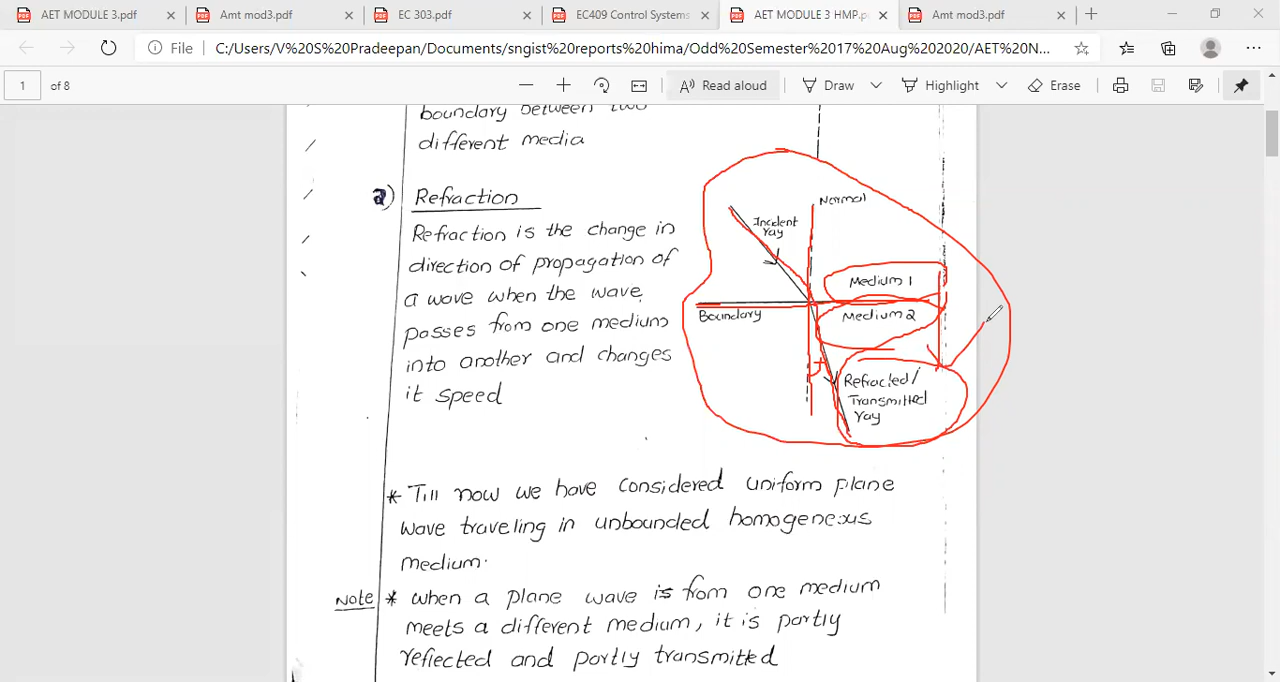 AET MODULE 3.pdf
Amt mod3.pdf
EC 303.pdf
EC409 Control Systems
AET MODULE 3 HMP.p
Amt mod3.pdf
File
C:/Users/V%20S%20Pradeepan/Documents/sngist%20reports%20hima/Odd%20Semester%2017%20Aug%202020/AET%20N...
1 of 8
Read aloud
Draw
Highlight
Erase
boundary between two
different media
2) Refraction
Refraction is the change in
direction of propagation of
a wave when the wave
passes from one medium
into another and changes
it speed
Normal
Incident
ray
Medium 1
Boundary
Medium 2
Refracted/
Transmitted
ray
* Till now we have considered uniform plane
wave traveling in unbounded homogeneous
medium.
Note * when a plane wave is from one medium
meets a different medium, it is partly
reflected and partly transmitted